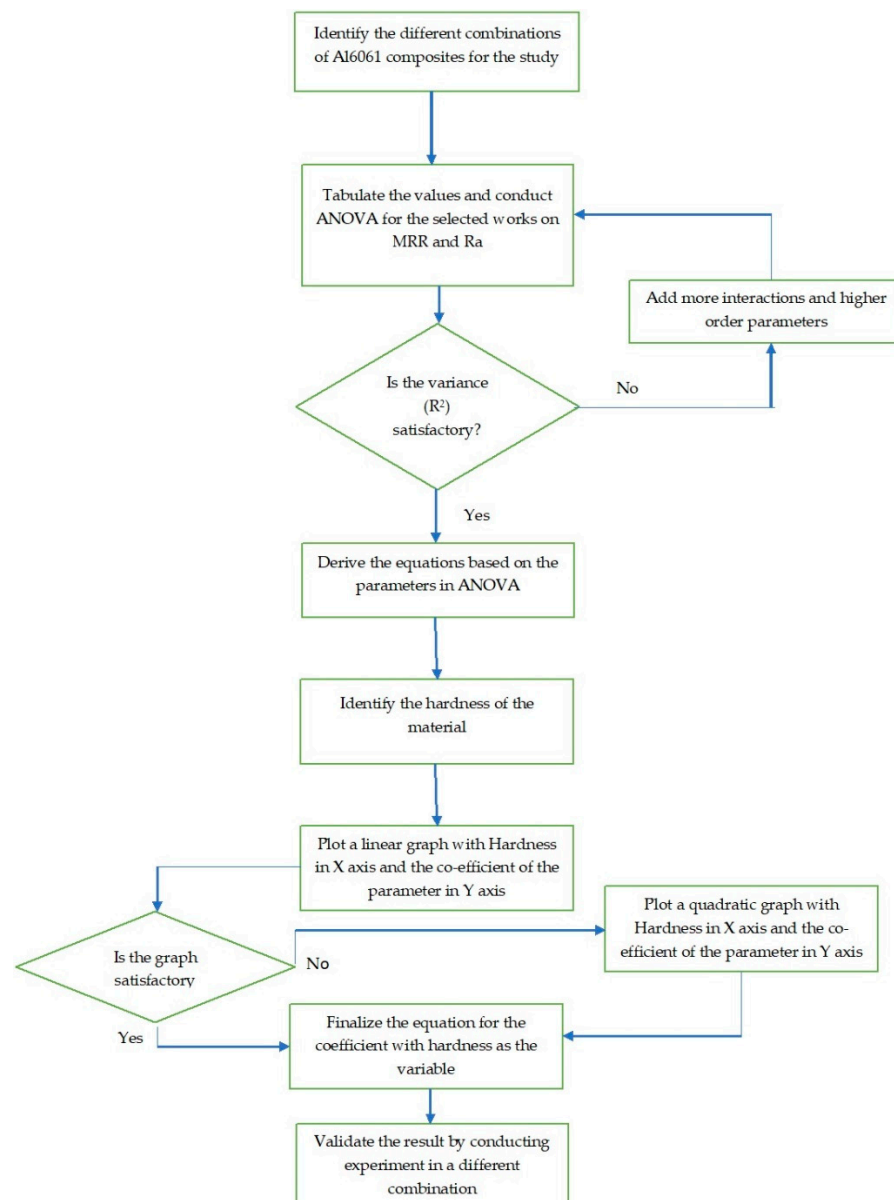 Identify the different combinations
of Al6061 composites for the study
Tabulate the values and conduct
ANOVA for the selected works on
MRR and Ra
Add more interactions and higher
order parameters
Is the variance
(R²)
satisfactory?
No
Yes
Derive the equations based on the
parameters in ANOVA
Identify the hardness of the
material
Plot a linear graph with Hardness
in X axis and the co-efficient of the
parameter in Y axis
Plot a quadratic graph with
Hardness in X axis and the co-
efficient of the parameter in Y axis
Is the graph
satisfactory
No
Yes
Finalize the equation for the
coefficient with hardness as the
variable
Validate the result by conducting
experiment in a different
combination